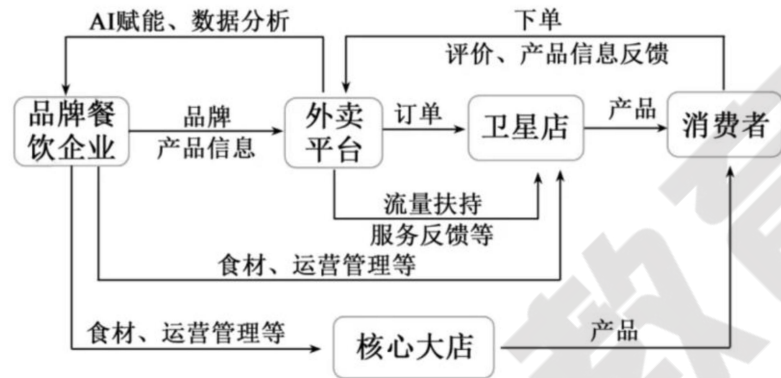 AI赋能、数据分析
下单
评价、产品信息反馈
品牌餐
饮企业
品牌
产品信息
外卖
平台
订单
卫星店
产品
消费者
流量扶持
服务反馈等
食材、运营管理等
食材、运营管理等
核心大店
产品
教育